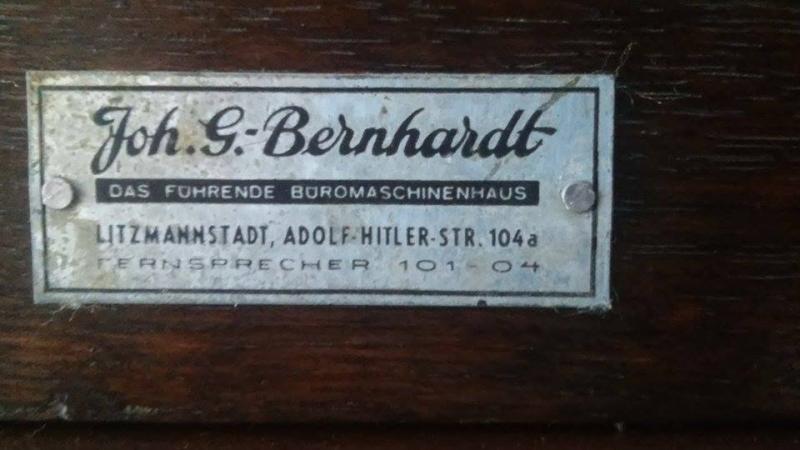 Joh. G. Bernhardt
DAS FÜHRENDE BÜROMASCHINENHAUS
LITZMANNSTADT, ADOLF-HITLER-STR. 104a
FERNSPRECHER 101-04